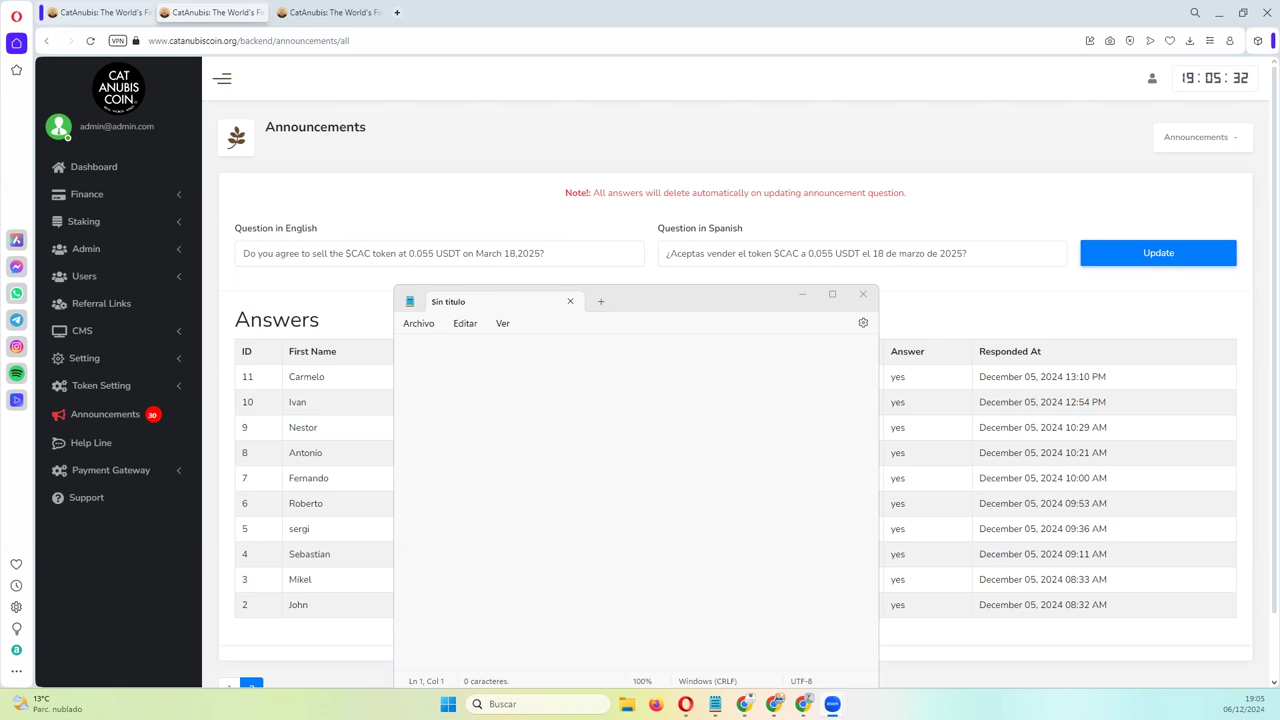 CatAnubis: The World's Fi
CatAnubis: The World's Fi
CatAnubis: The World's Fi
VPN
www.catanubiscoin.org/backend/announcements/all
CAT
ANUBIS
COIN
admin@admin.com
Dashboard
Finance
Staking
Admin
Users
Referral Links
CMS
Setting
Token Setting
Announcements 30
Help Line
Payment Gateway
Support
19:05:32
Announcements
Announcements
Note!: All answers will delete automatically on updating announcement question.
Question in English
Question in Spanish
Do you agree to sell the $CAC token at 0.055 USDT on March 18,2025?
¿Aceptas vender el token $CAC a 0,055 USDT el 18 de marzo de 2025?
Update
Answers
ID First Name Answer Responded At
11 Carmelo yes December 05, 2024 13:10 PM
10 Ivan yes December 05, 2024 12:54 PM
9 Nestor yes December 05, 2024 10:29 AM
8 Antonio yes December 05, 2024 10:21 AM
7 Fernando yes December 05, 2024 10:00 AM
6 Roberto yes December 05, 2024 09:53 AM
5 sergi yes December 05, 2024 09:36 AM
4 Sebastian yes December 05, 2024 09:11 AM
3 Mikel yes December 05, 2024 08:33 AM
2 John yes December 05, 2024 08:32 AM
Sin título
Archivo Editar Ver
Ln 1, Col 1 0 caracteres. 100% Windows (CRLF) UTF-8
13°C
Parc. nublado
Buscar
zoom
19:05
06/12/2024